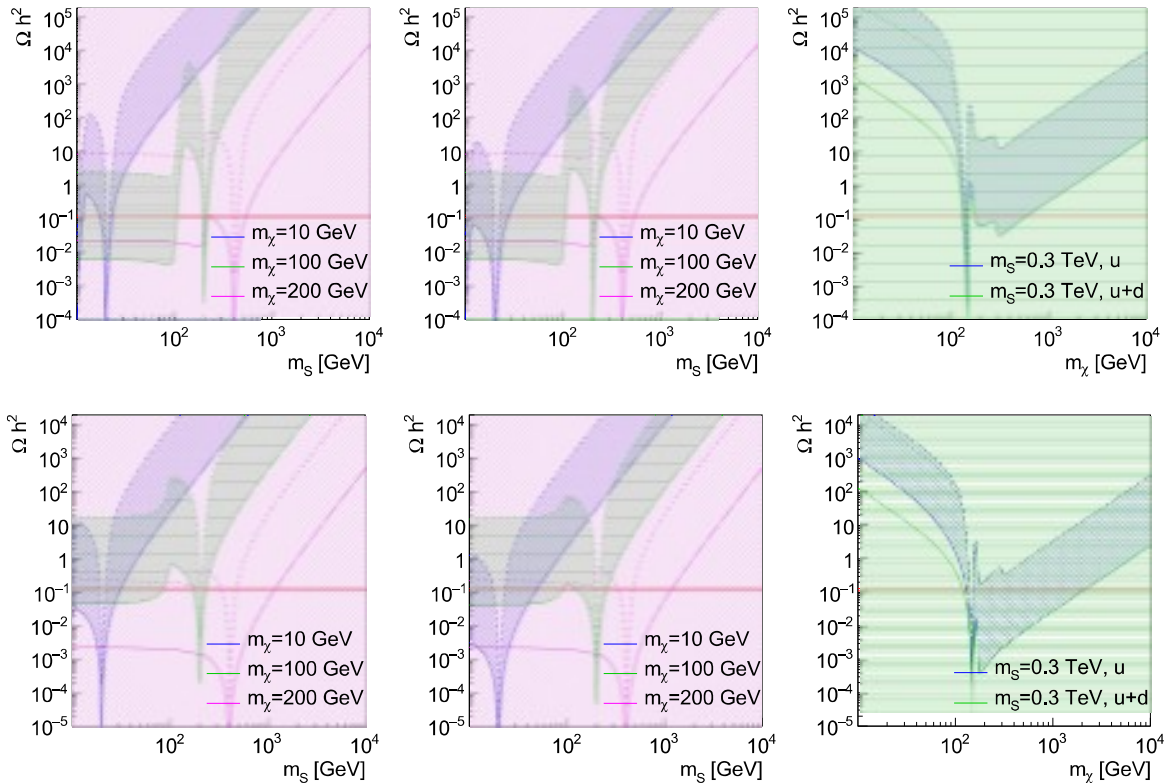 Ω h²
10⁵
10⁴
10³
10²
10
1
10⁻¹
10⁻²
10⁻³
10⁻⁴
m_χ=10 GeV
m_χ=100 GeV
m_χ=200 GeV
10² 10³ 10⁴
m_S [GeV]
Ω h²
10⁵
10⁴
10³
10²
10
1
10⁻¹
10⁻²
10⁻³
10⁻⁴
m_χ=10 GeV
m_χ=100 GeV
m_χ=200 GeV
10² 10³ 10⁴
m_S [GeV]
Ω h²
10⁵
10⁴
10³
10²
10
1
10⁻¹
10⁻²
10⁻³
10⁻⁴
m_S=0.3 TeV, u
m_S=0.3 TeV, u+d
10² 10³ 10⁴
m_χ [GeV]
Ω h²
10⁴
10³
10²
10
1
10⁻¹
10⁻²
10⁻³
10⁻⁴
10⁻⁵
m_χ=10 GeV
m_χ=100 GeV
m_χ=200 GeV
10² 10³ 10⁴
m_S [GeV]
Ω h²
10⁴
10³
10²
10
1
10⁻¹
10⁻²
10⁻³
10⁻⁴
10⁻⁵
m_χ=10 GeV
m_χ=100 GeV
m_χ=200 GeV
10² 10³ 10⁴
m_S [GeV]
Ω h²
10⁴
10³
10²
10
1
10⁻¹
10⁻²
10⁻³
10⁻⁴
10⁻⁵
m_S=0.3 TeV, u
m_S=0.3 TeV, u+d
10² 10³ 10⁴
m_χ [GeV]